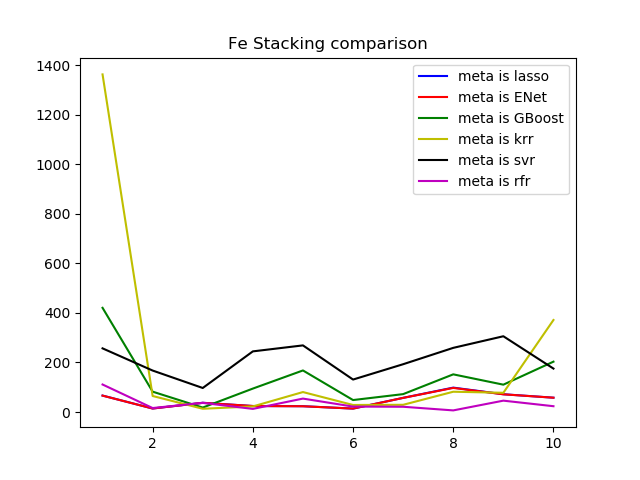 Fe Stacking comparison
1400
1200
1000
800
600
400
200
0
2
4
6
8
10
meta is lasso
meta is ENet
meta is GBoost
meta is krr
meta is svr
meta is rfr